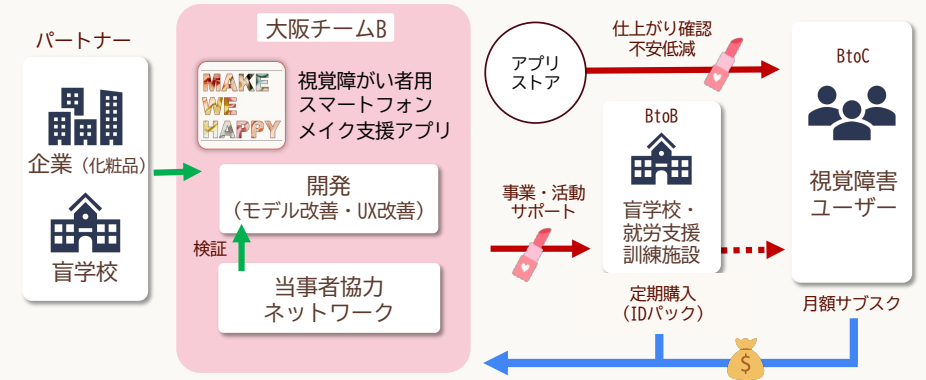 パートナー
企業（化粧品）
盲学校
大阪チームB
MAKE
WE
HAPPY
視覚障がい者用
スマートフォン
メイク支援アプリ
開発
（モデル改善・UX改善）
検証
当事者協力
ネットワーク
アプリ
ストア
仕上がり確認
不安低減
事業・活動
サポート
BtoB
盲学校・
就労支援
訓練施設
定期購入
（IDパック）
BtoC
視覚障害
ユーザー
月額サブスク
$